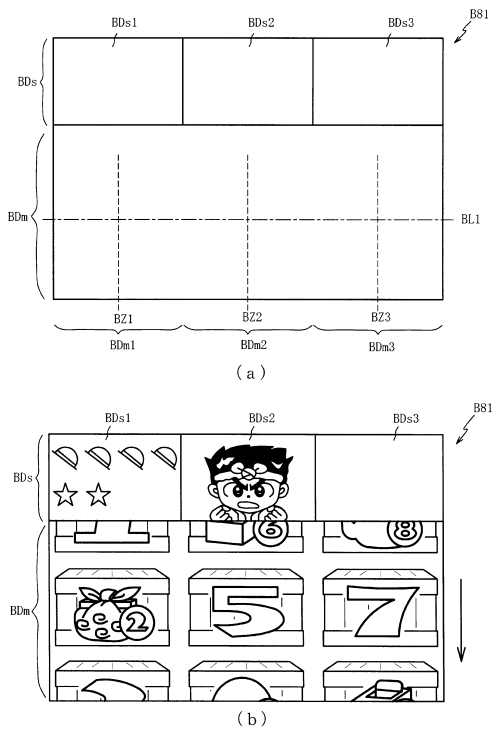 BDs1 BDs2 BDs3 B81
BDs
BDm
BL1
BZ1 BZ2 BZ3
BDm1 BDm2 BDm3
(a)
BDs1 BDs2 BDs3 B81
BDs
6 8
BDm
2 5 7
(b)